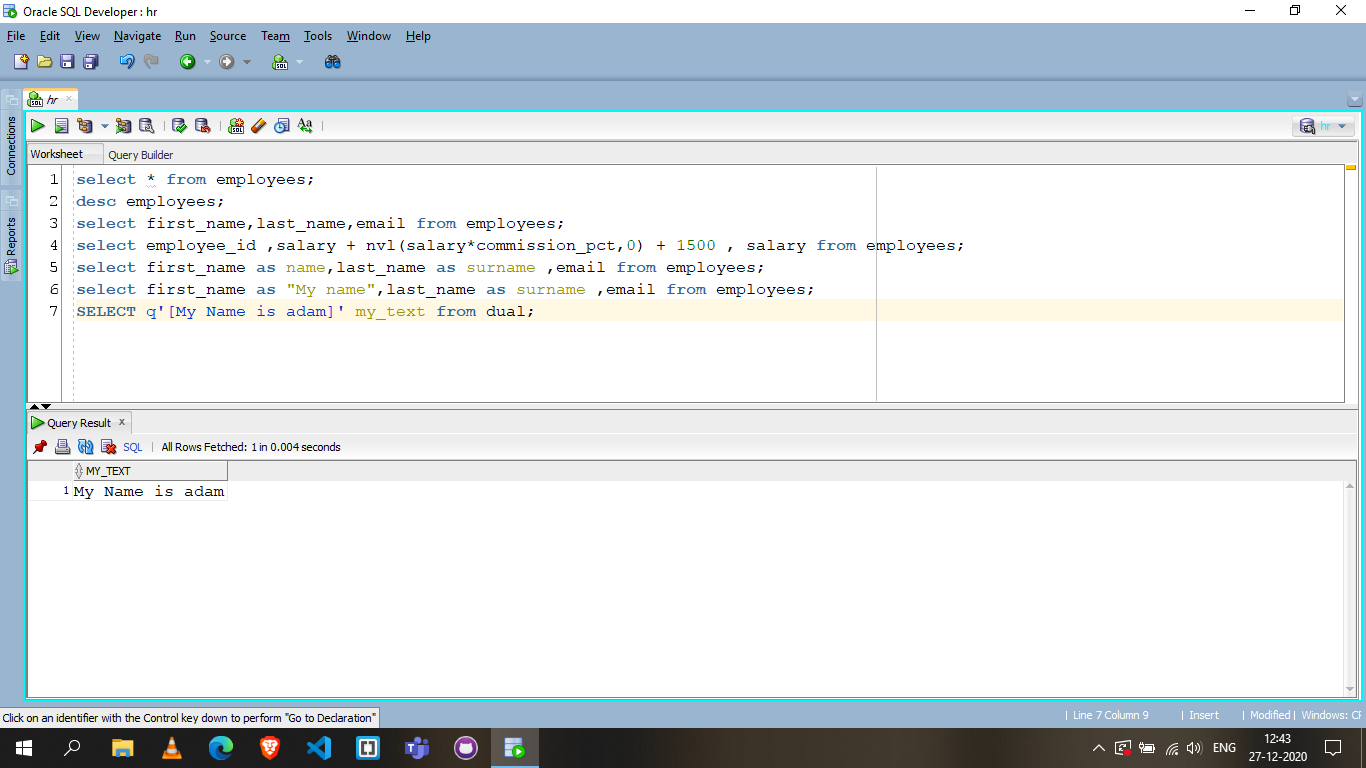 Oracle SQL Developer : hr
File Edit View Navigate Run Source Team Tools Window Help
hr
Connections
Reports
hr
Worksheet Query Builder
1 select * from employees;
2 desc employees;
3 select first_name,last_name,email from employees;
4 select employee_id ,salary + nvl(salary*commission_pct,0) + 1500 , salary from employees;
5 select first_name as name,last_name as surname ,email from employees;
6 select first_name as "My name",last_name as surname ,email from employees;
7 SELECT q'[My Name is adam]' my_text from dual;
Query Result x
SQL | All Rows Fetched: 1 in 0.004 seconds
MY_TEXT
1 My Name is adam
Click on an identifier with the Control key down to perform "Go to Declaration"
| Line 7 Column 9 | Insert | Modified | Windows: CF
ENG
12:43
27-12-2020